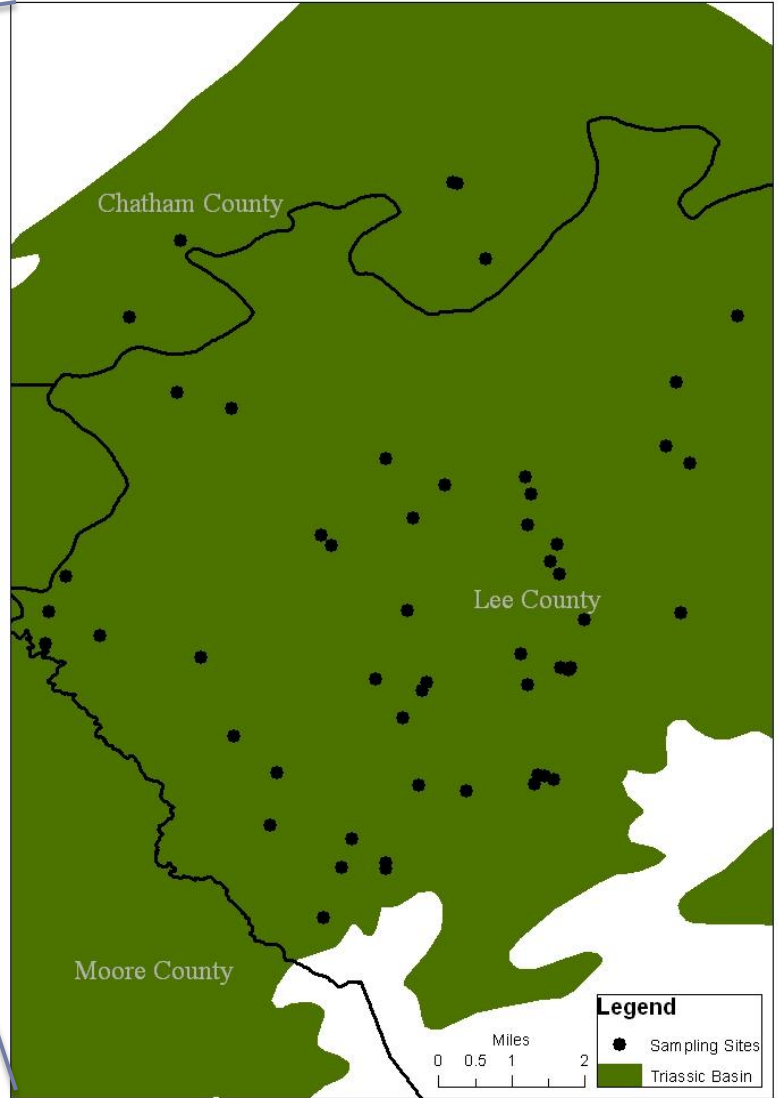 Chatham County
Lee County
Moore County
Legend
Sampling Sites
Triassic Basin
Miles
0 0.5 1 2